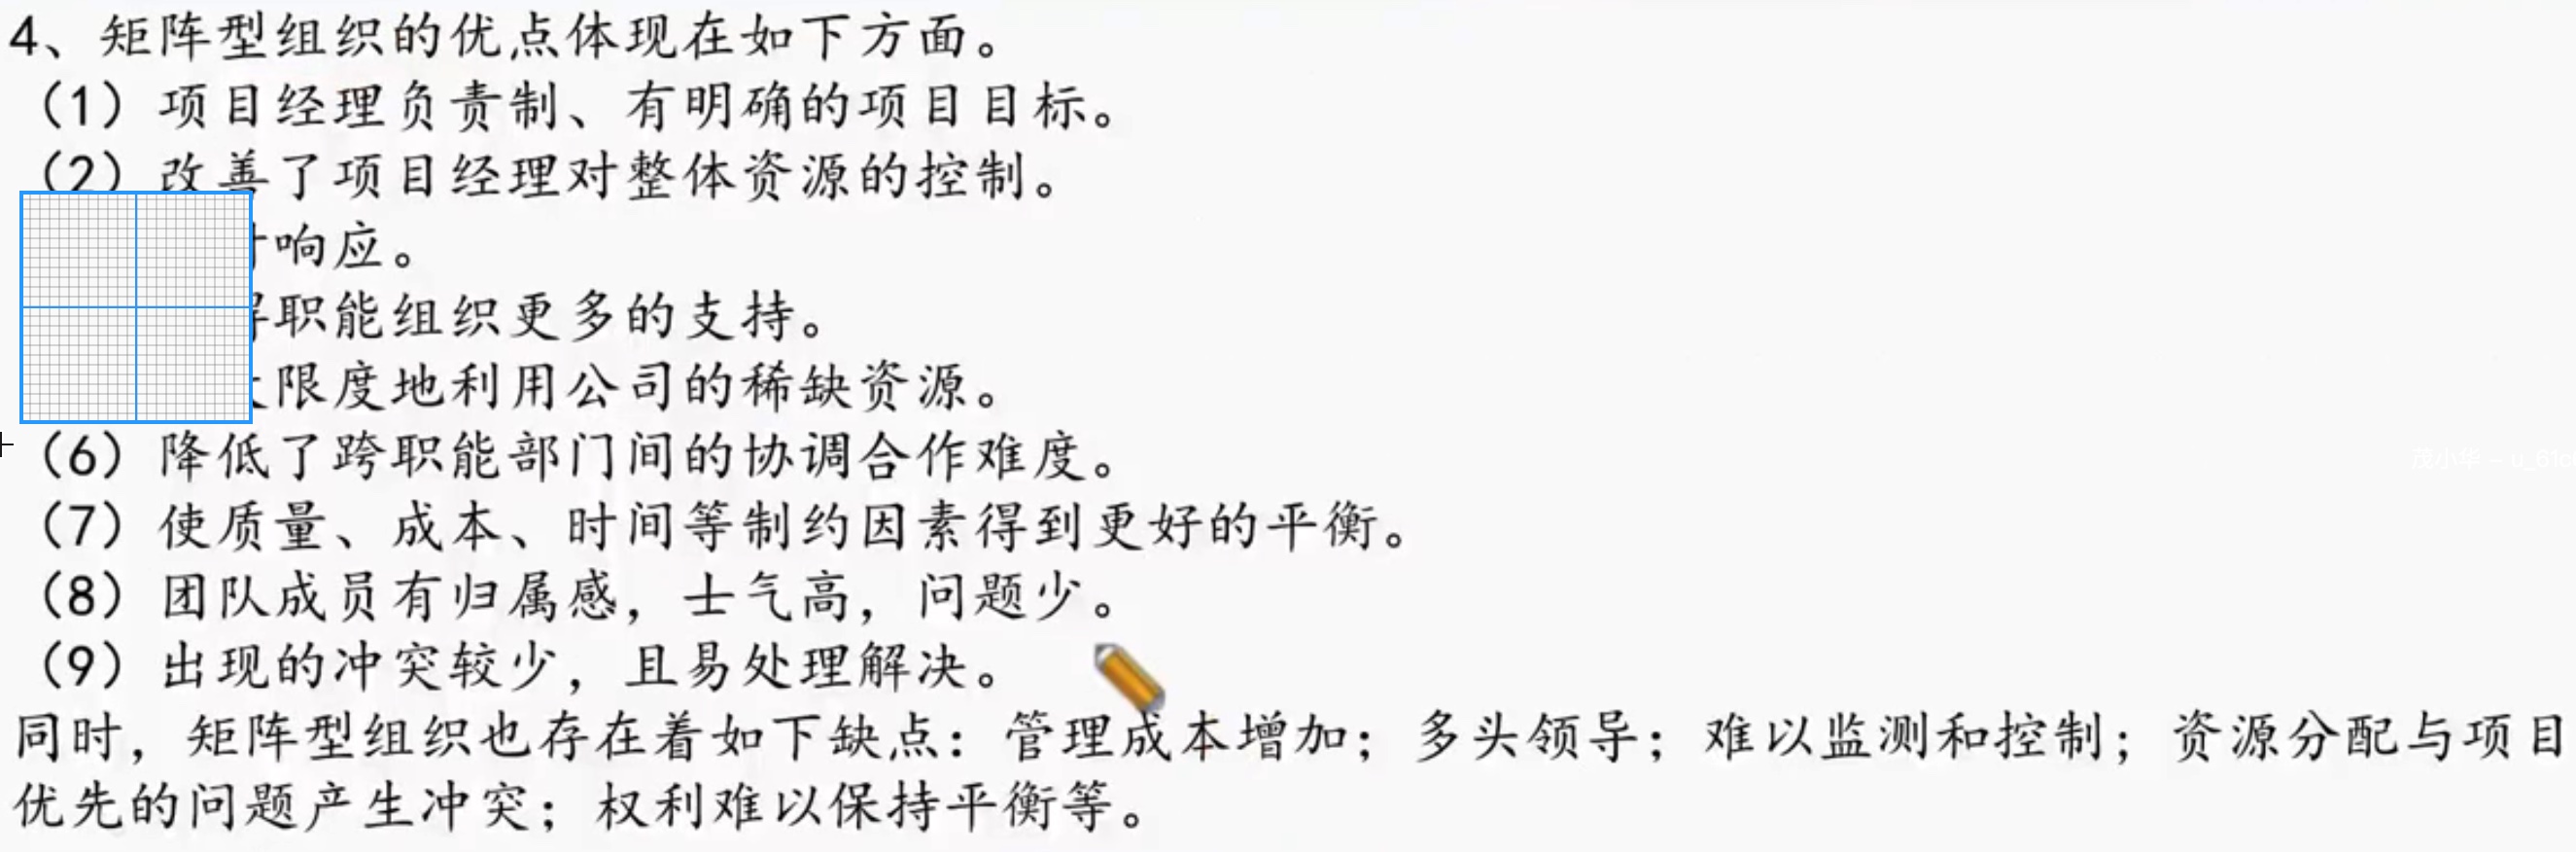 4、矩阵型组织的优点体现在如下方面。
（1）项目经理负责制、有明确的项目目标。
（2）改善了项目经理对整体资源的控制。
响应。
职能组织更多的支持。
限度地利用公司的稀缺资源。
（6）降低了跨职能部门间的协调合作难度。
（7）使质量、成本、时间等制约因素得到更好的平衡。
（8）团队成员有归属感，士气高，问题少。
（9）出现的冲突较少，且易处理解决。
同时，矩阵型组织也存在着如下缺点：管理成本增加；多头领导；难以监测和控制；资源分配与项目
优先的问题产生冲突；权利难以保持平衡等。